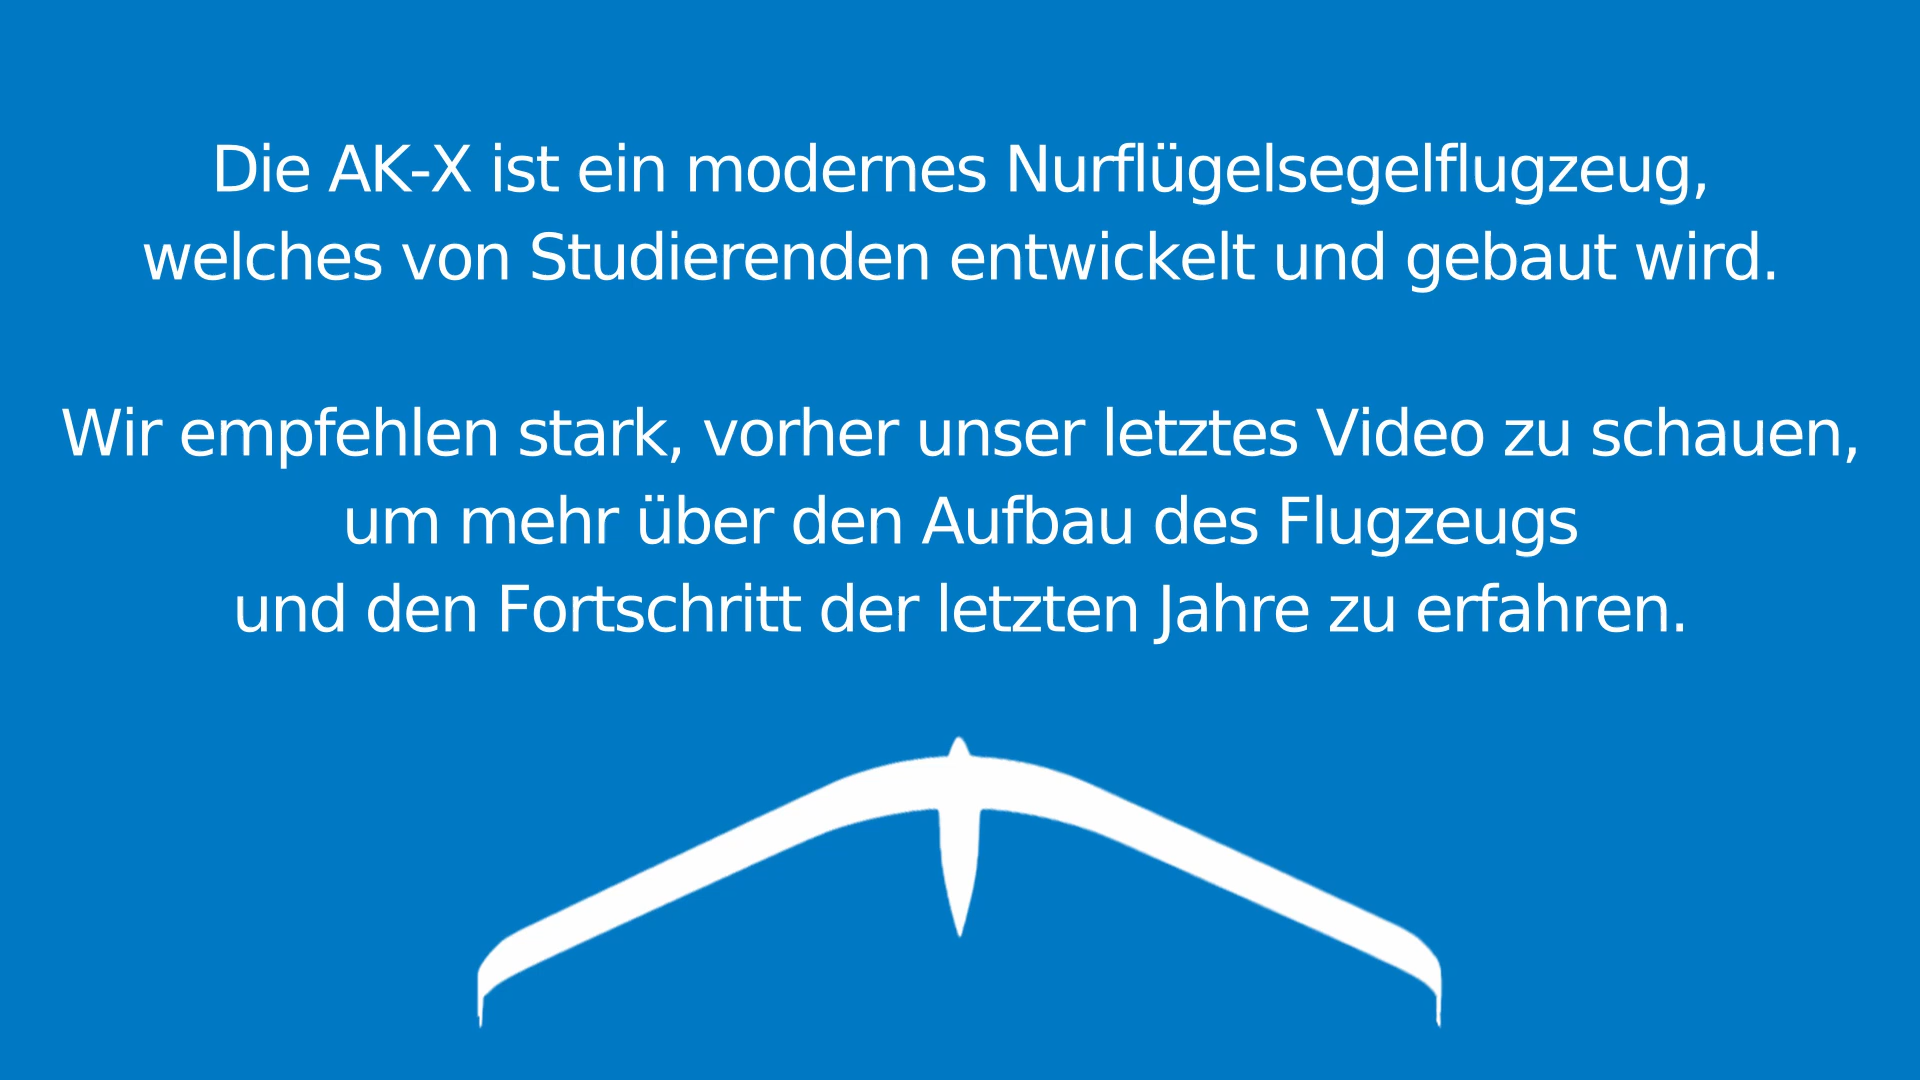 Die AK-X ist ein modernes Nurflügelsegelflugzeug,
welches von Studierenden entwickelt und gebaut wird.
Wir empfehlen stark, vorher unser letztes Video zu schauen,
um mehr über den Aufbau des Flugzeugs
und den Fortschritt der letzten Jahre zu erfahren.